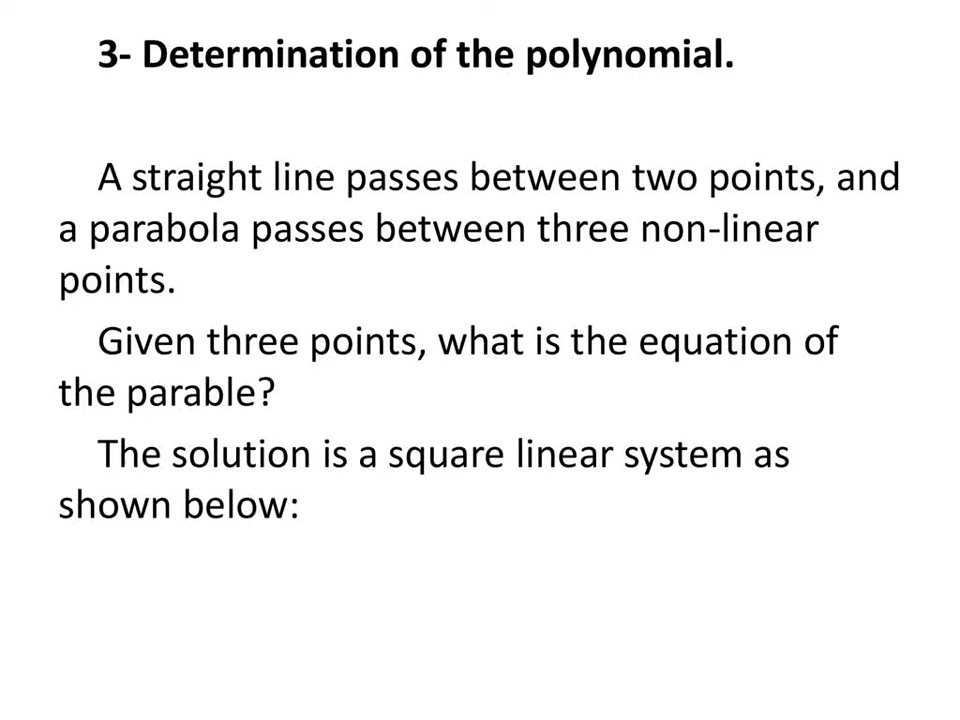 3- Determination of the polynomial.
A straight line passes between two points, and
a parabola passes between three non-linear
points.
Given three points, what is the equation of
the parable?
The solution is a square linear system as
shown below: